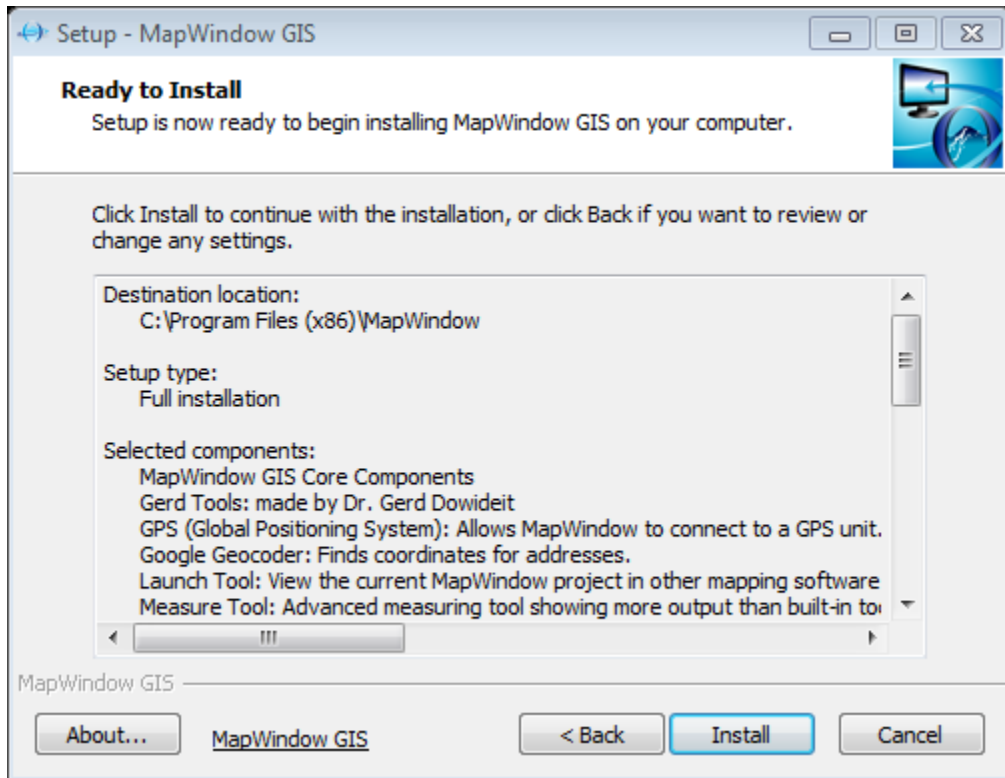 Setup - MapWindow GIS
Ready to Install
Setup is now ready to begin installing MapWindow GIS on your computer.
Click Install to continue with the installation, or click Back if you want to review or
change any settings.
Destination location:
C:\Program Files (x86)\MapWindow
Setup type:
Full installation
Selected components:
MapWindow GIS Core Components
Gerd Tools: made by Dr. Gerd Dowideit
GPS (Global Positioning System): Allows MapWindow to connect to a GPS unit.
Google Geocoder: Finds coordinates for addresses.
Launch Tool: View the current MapWindow project in other mapping software
Measure Tool: Advanced measuring tool showing more output than built-in
MapWindow GIS
About...
MapWindow GIS
< Back
Install
Cancel